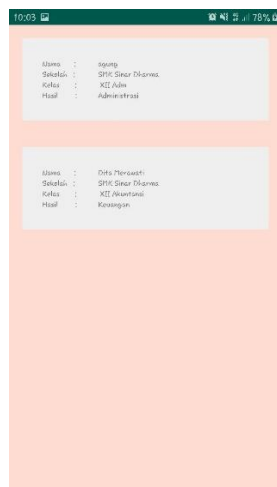 10:03 78%
Nama : agung
Sekolah : SMK Sinar Dharma
Kelas : XII Adm
Hasil : Administrasi
Nama : Dita Merawati
Sekolah : SMK Sinar Dharma
Kelas : XII Akuntansi
Hasil : Keuangan